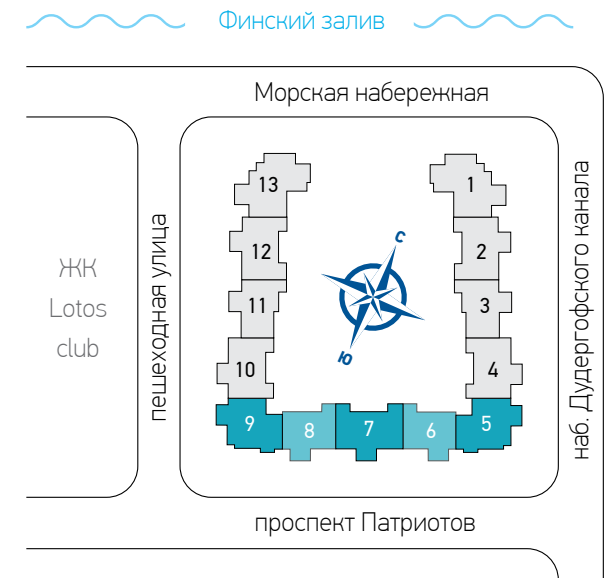 Финский залив
Морская набережная
13
1
12
2
С
ЖК
Lotos
club
пешеходная улица
наб. Дудергофского канала
11
3
Ю
10
4
9
8
7
6
5
проспект Патриотов